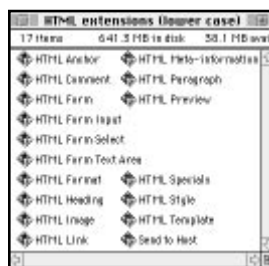 HTML extensions (lower case)
17 items 641.3 MB in disk 38.1 MB avai
HTML Anchor HTML Meta-information
HTML Comment HTML Paragraph
HTML Form HTML Preview
HTML Form Input
HTML Form Select
HTML Form Text Area
HTML Format HTML Specials
HTML Heading HTML Style
HTML Image HTML Template
HTML Link Send to Host